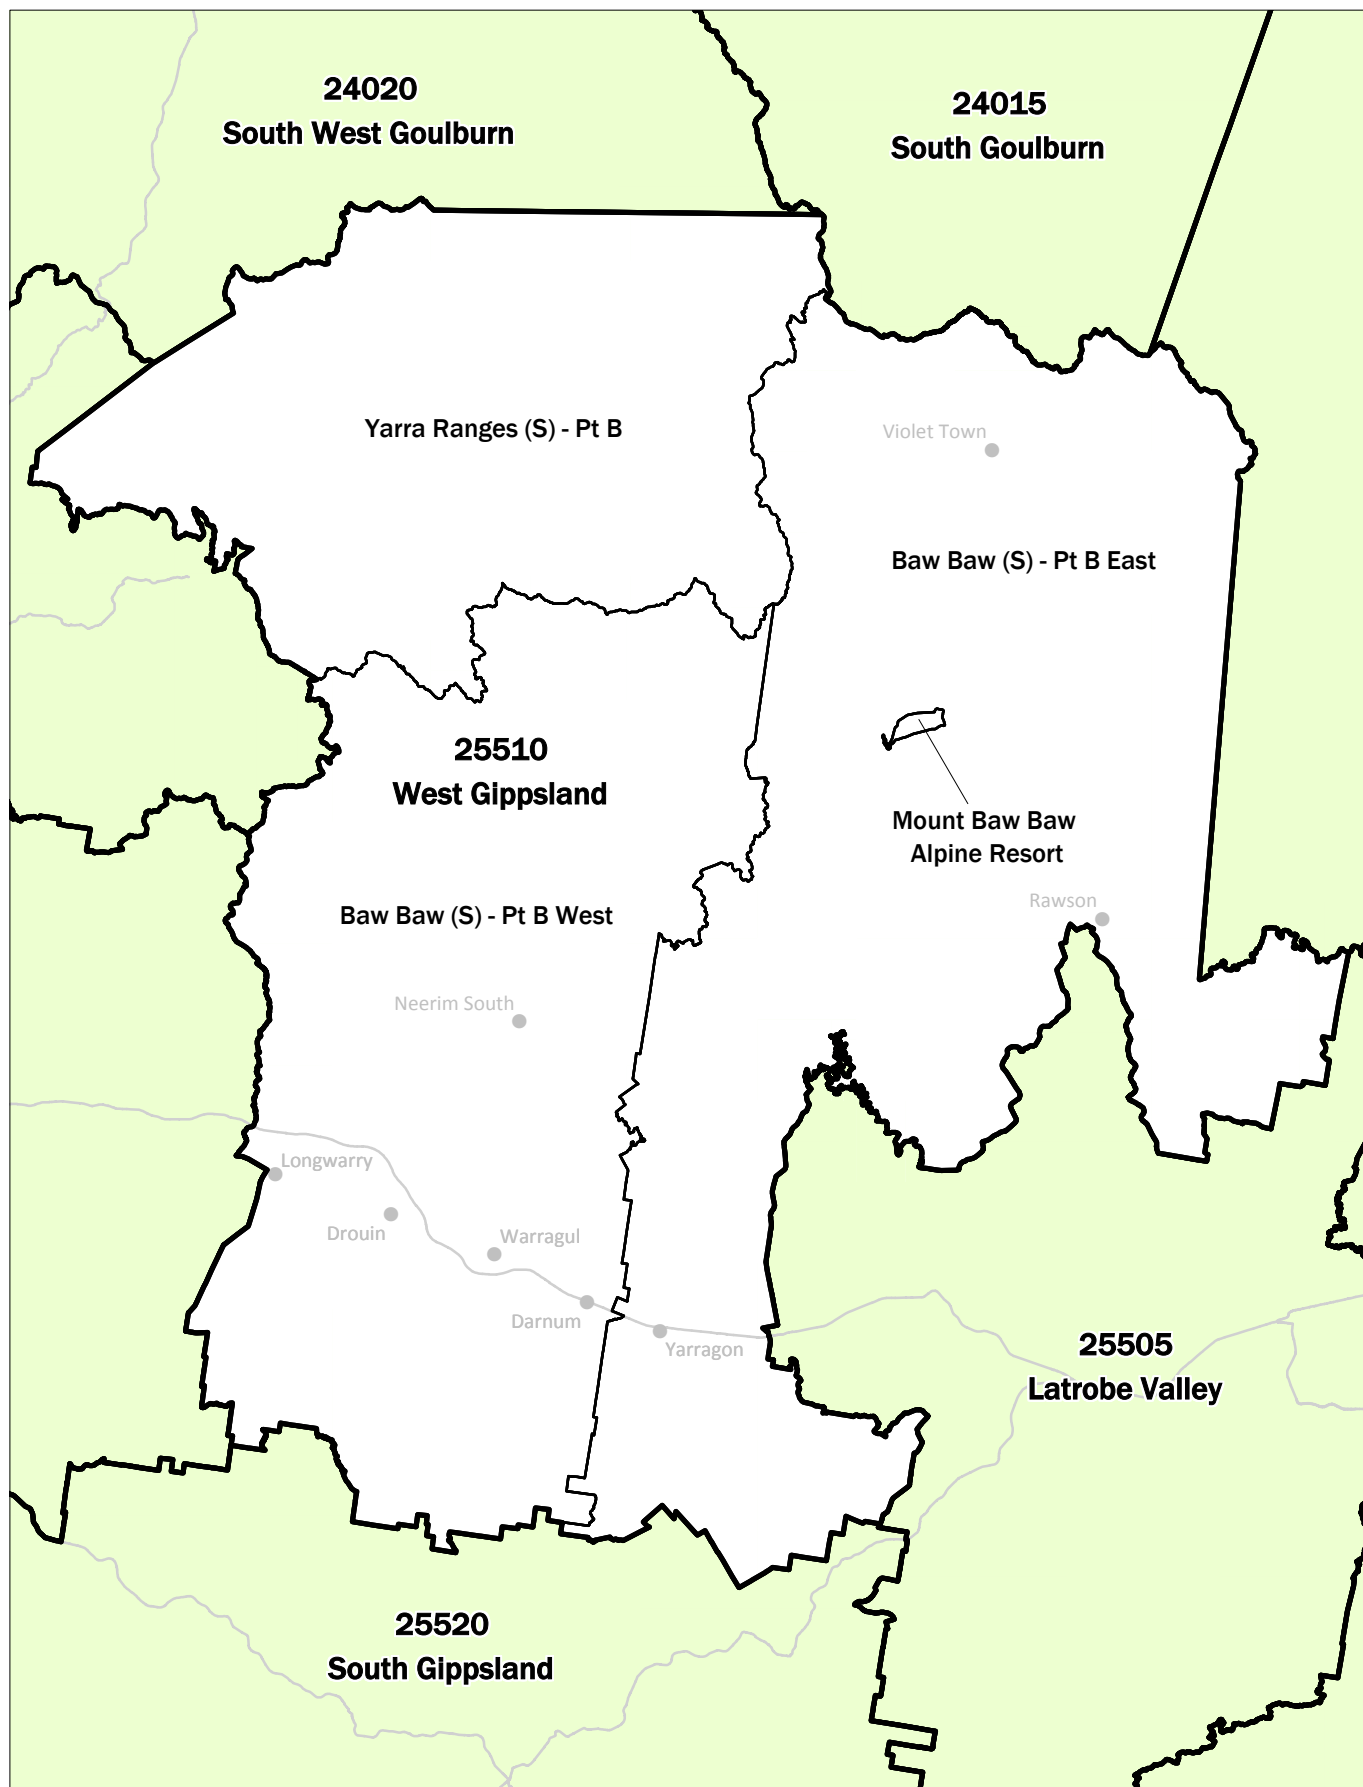 24020
South West Goulburn
24015
South Goulburn
Yarra Ranges (S) - Pt B
Violet Town
Baw Baw (S) - Pt B East
25510
West Gippsland
Mount Baw Baw
Alpine Resort
Baw Baw (S) - Pt B West
Rawson
Neerim South
Longwarry
Drouin
Warragul
Darnum
Yarragon
25505
Latrobe Valley
25520
South Gippsland